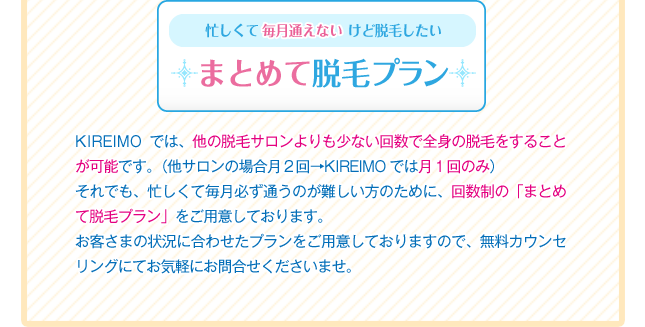 忙しくて 毎月通えない けど脱毛したい
まとめて脱毛プラン
KIREIMO では、他の脱毛サロンよりも少ない回数で全身の脱毛をすること
が可能です。（他サロンの場合月２回→KIREIMO では月１回のみ）
それでも、忙しくて毎月必ず通うのが難しい方のために、回数制の「まとめ
て脱毛プラン」をご用意しております。
お客さまの状況に合わせたプランをご用意しておりますので、無料カウンセ
リングにてお気軽にお問合せくださいませ。